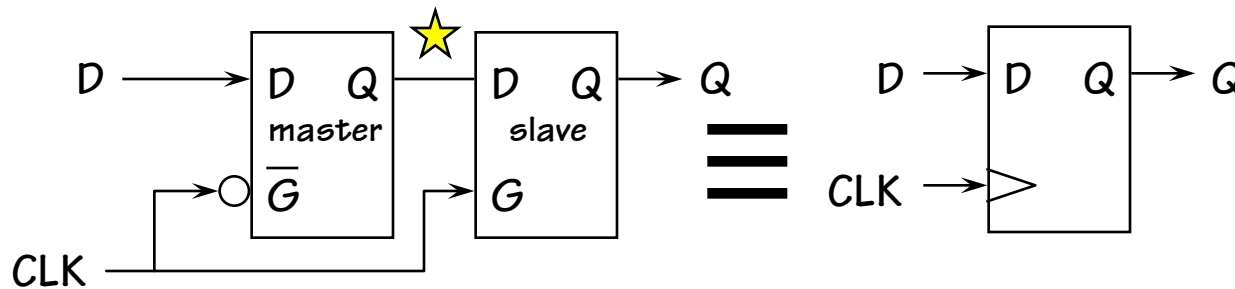 D D Q D Q Q
master slave
G̅ G
CLK
D D Q Q
CLK